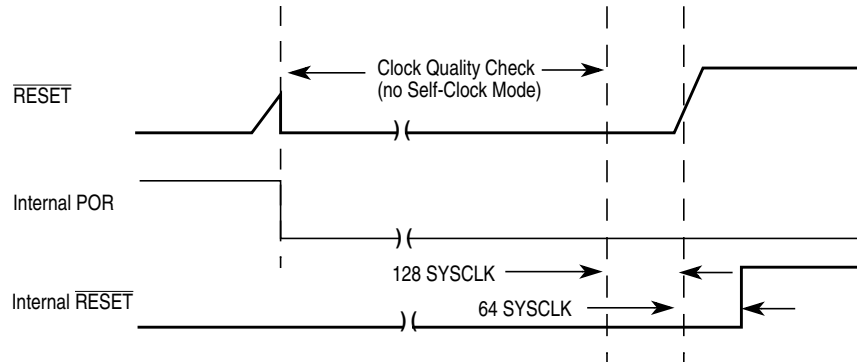 Clock Quality Check
(no Self-Clock Mode)
RESET
Internal POR
128 SYSCLK
64 SYSCLK
Internal RESET